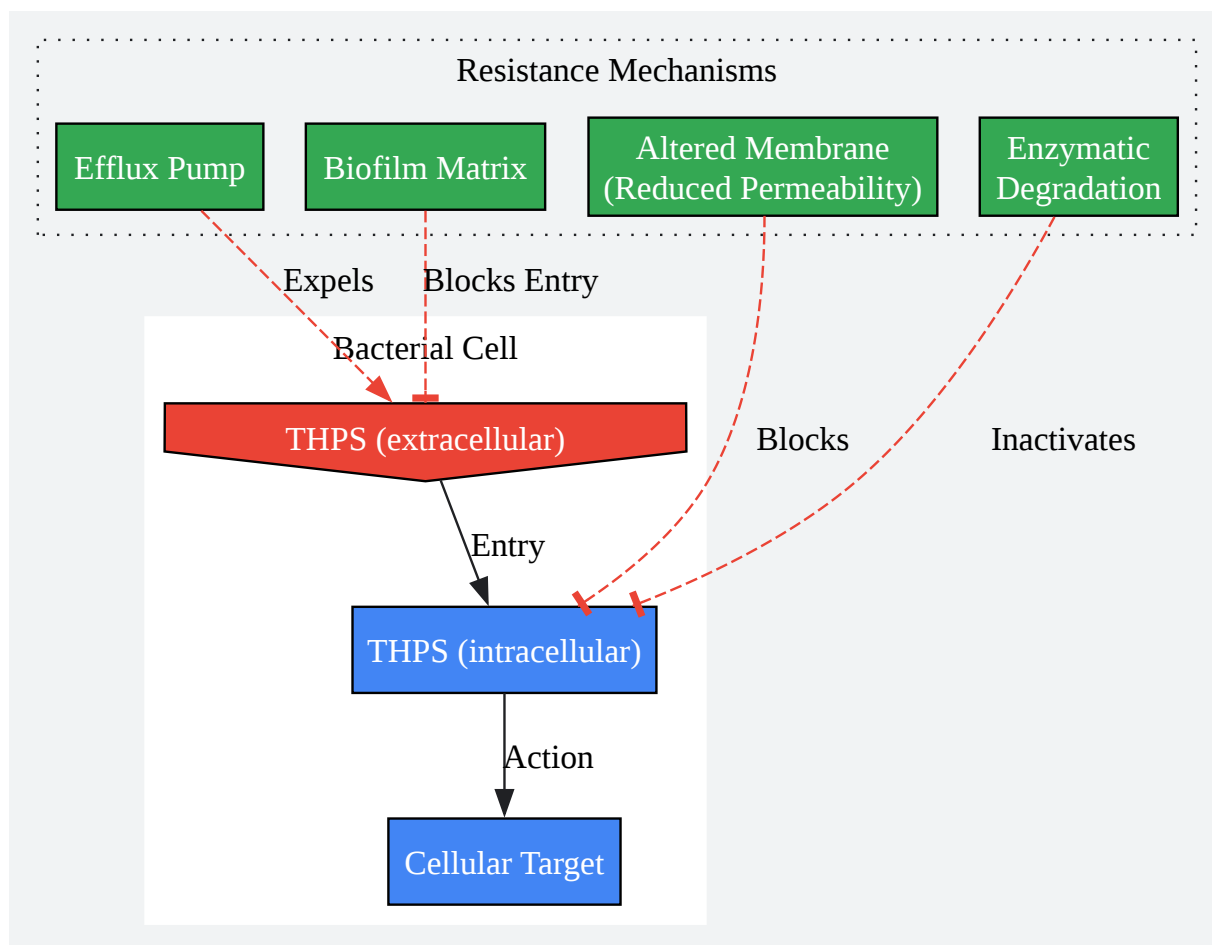 Resistance Mechanisms
Efflux Pump
Biofilm Matrix
Altered Membrane
(Reduced Permeability)
Enzymatic
Degradation
Expels
Blocks Entry
Bacterial Cell
THPS (extracellular)
Blocks
Inactivates
Entry
THPS (intracellular)
Action
Cellular Target